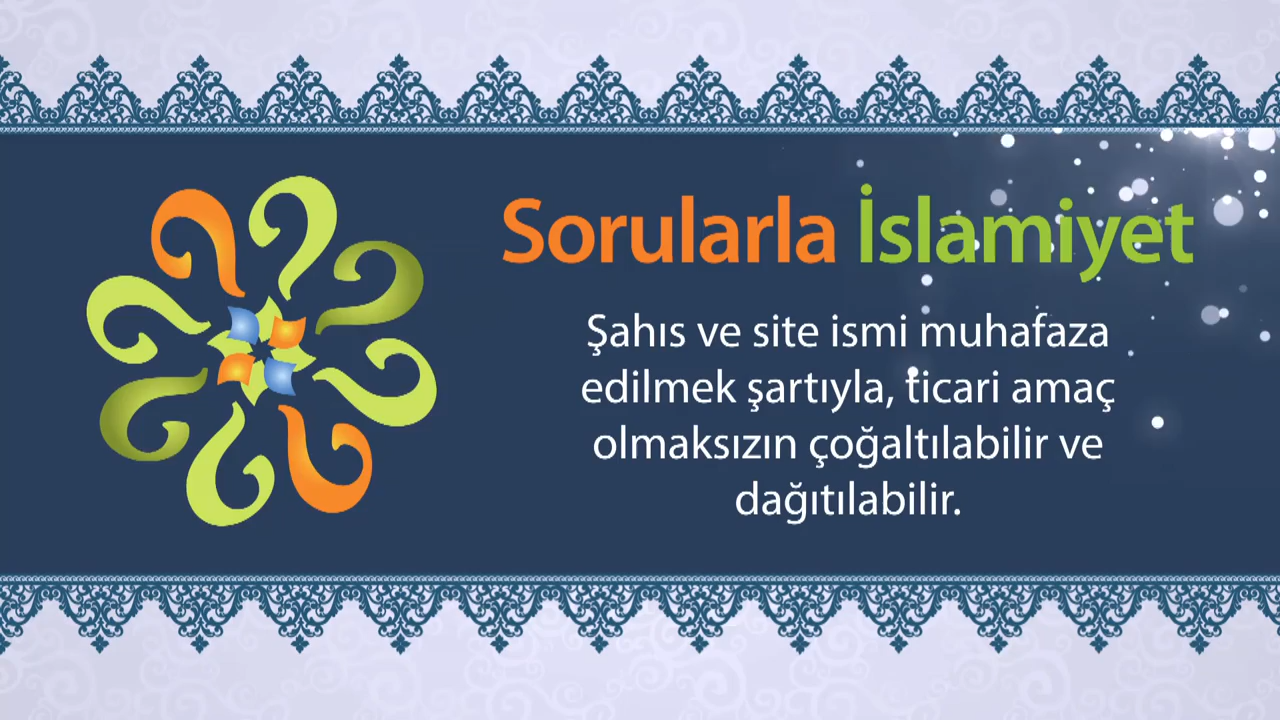 Sorularla İslamiyet
Şahıs ve site ismi muhafaza
edilmek şartıyla, ticari amaç
olmaksızın çoğaltılabilir ve
dağıtılabilir.